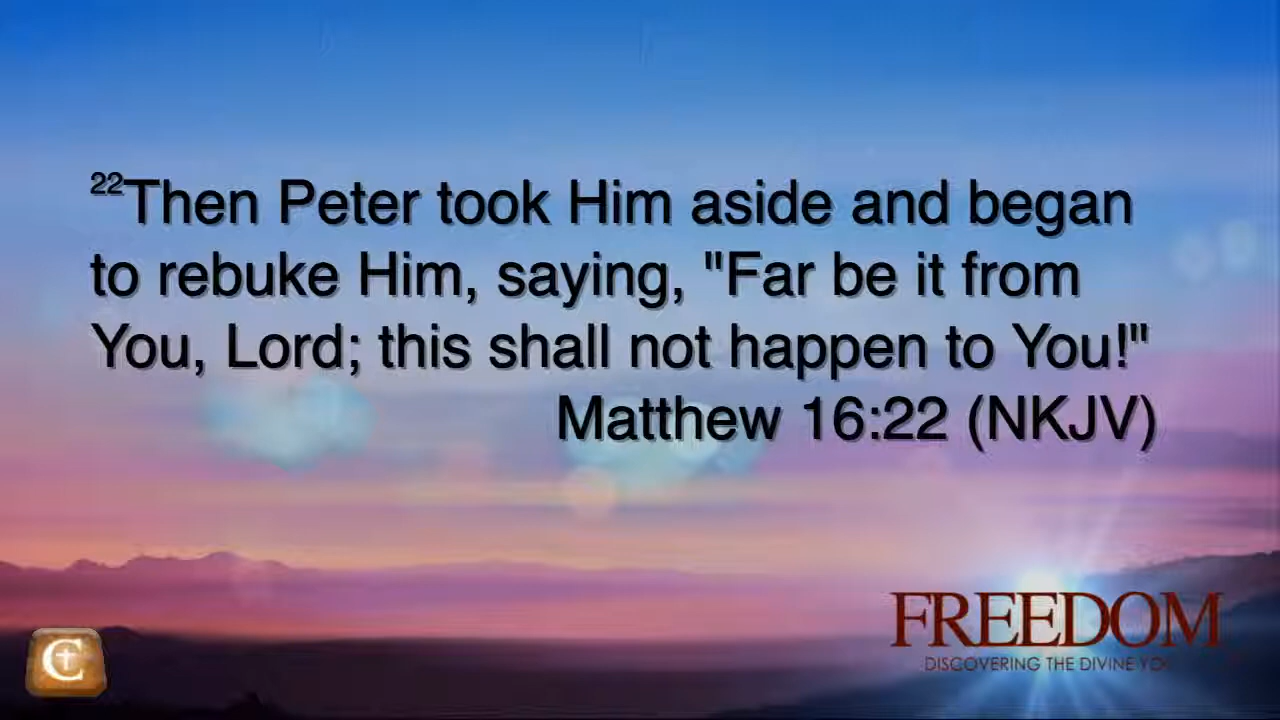 22Then Peter took Him aside and began
to rebuke Him, saying, "Far be it from
You, Lord; this shall not happen to You!"
Matthew 16:22 (NKJV)
FREEDOM
DISCOVERING THE DIVINE YOU
C